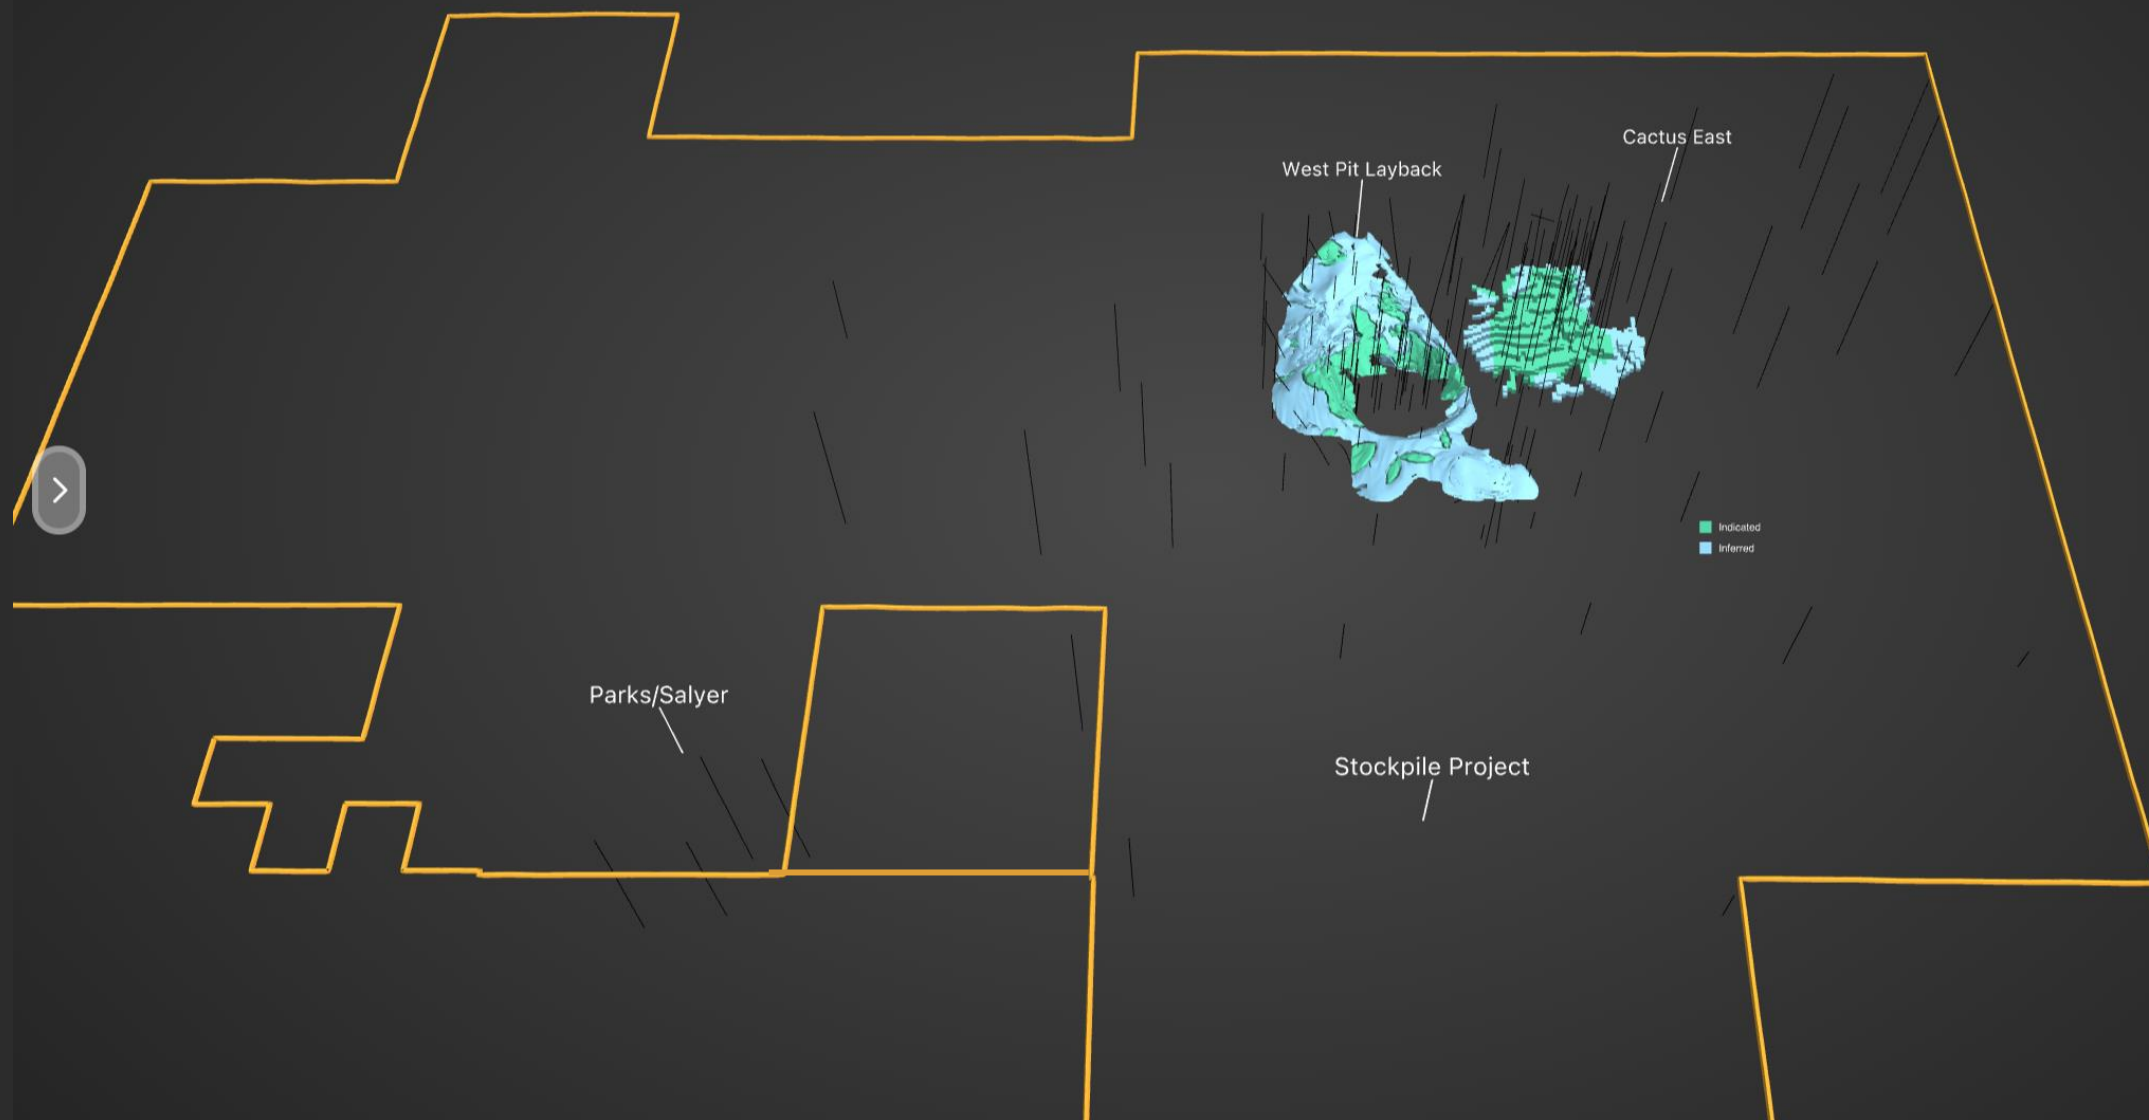 Cactus East
West Pit Layback
Indicated
Inferred
Parks/Salyer
Stockpile Project